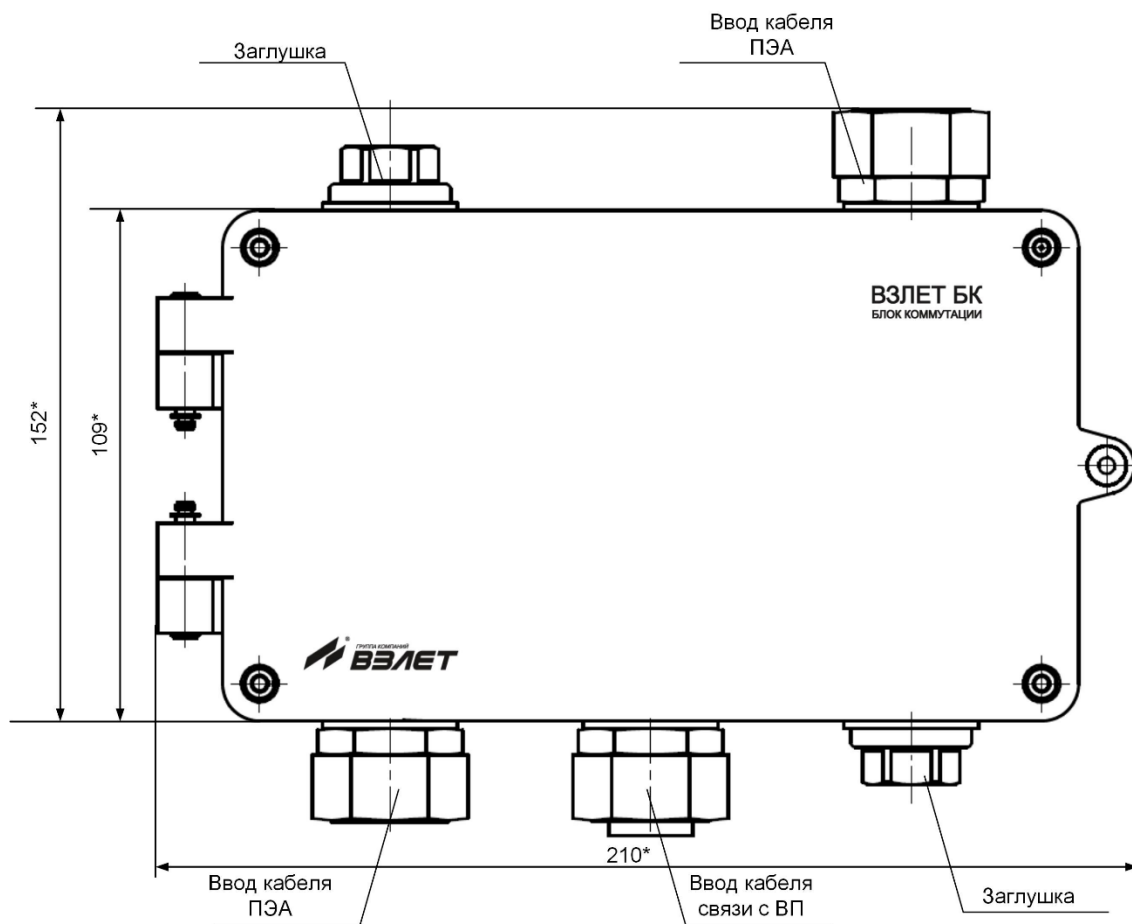 Ввод кабеля
ПЭА
Заглушка
ВЗЛЕТ БК
БЛОК КОММУТАЦИИ
152*
109*
ГРУППА КОМПАНИЙ
ВЗЛЕТ
®
210*
Ввод кабеля
ПЭА
Ввод кабеля
связи с ВП
Заглушка